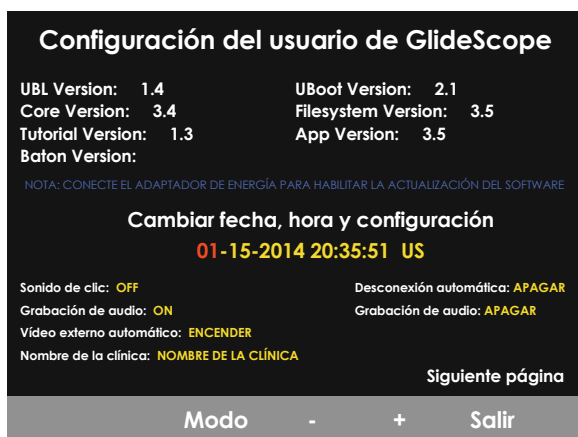 Configuración del usuario de GlideScope
UBL Version: 1.4 UBoot Version: 2.1
Core Version: 3.4 Filesystem Version: 3.5
Tutorial Version: 1.3 App Version: 3.5
Baton Version:
NOTA: CONECTE EL ADAPTADOR DE ENERGÍA PARA HABILITAR LA ACTUALIZACIÓN DEL SOFTWARE
Cambiar fecha, hora y configuración
01-15-2014 20:35:51 US
Sonido de clic: OFF Desconexión automática: APAGAR
Grabación de audio: ON Grabación de audio: APAGAR
Vídeo externo automático: ENCENDER
Nombre de la clínica: NOMBRE DE LA CLÍNICA
Siguiente página
Modo - + Salir